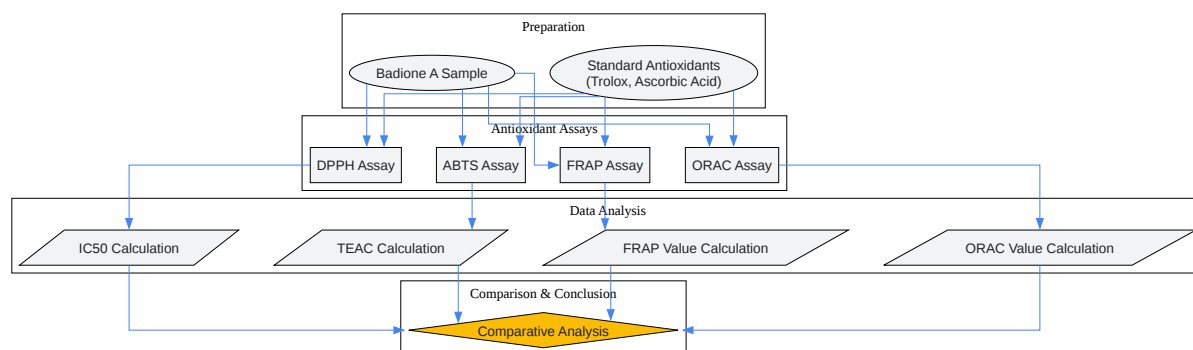 Preparation
Badione A Sample
Standard Antioxidants
(Trolox, Ascorbic Acid)
Antioxidant Assays
DPPH Assay
ABTS Assay
FRAP Assay
ORAC Assay
Data Analysis
IC50 Calculation
TEAC Calculation
FRAP Value Calculation
ORAC Value Calculation
Comparison & Conclusion
Comparative Analysis